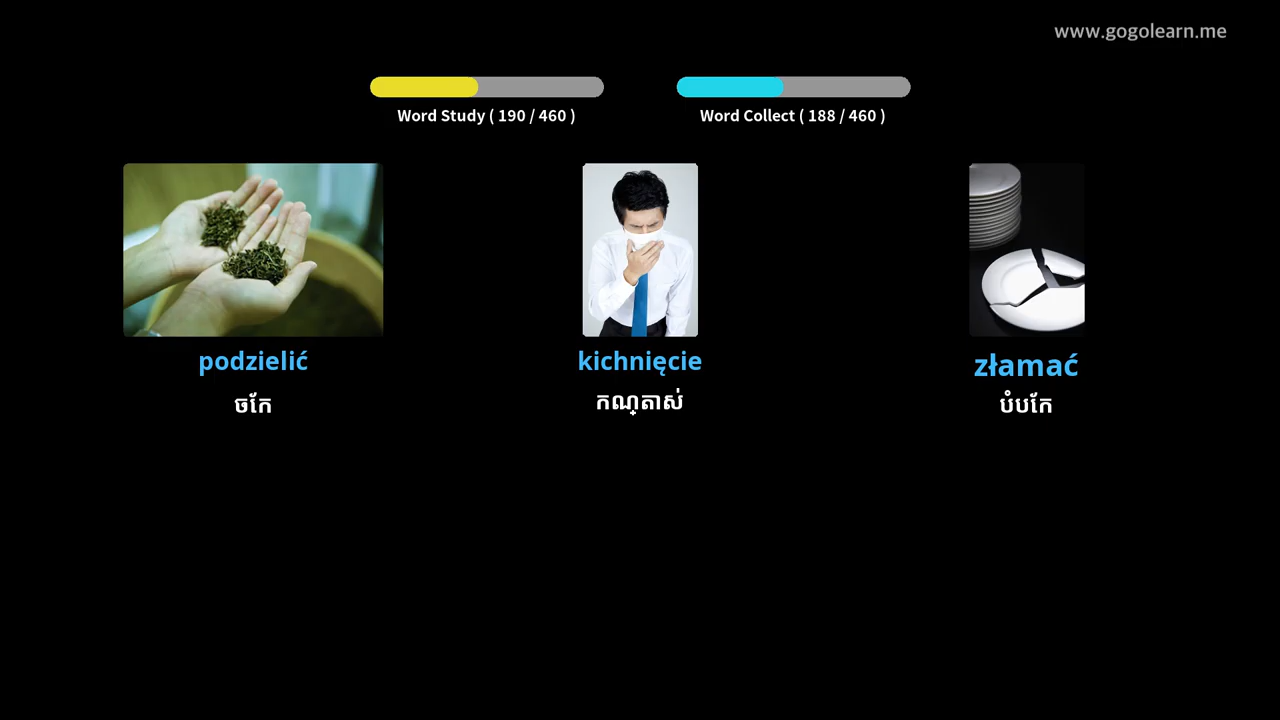 www.gogolearn.me
Word Study ( 190 / 460 )
Word Collect ( 188 / 460 )
podzielić
kichnięcie
złamać
ចកែ
កណ្តាស់
បំបកែ